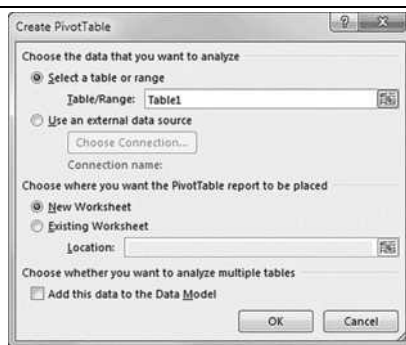 Create PivotTable
Choose the data that you want to analyze
Select a table or range
Table/Range: Table1
Use an external data source
Choose Connection...
Connection name:
Choose where you want the PivotTable report to be placed
New Worksheet
Existing Worksheet
Location:
Choose whether you want to analyze multiple tables
Add this data to the Data Model
OK Cancel